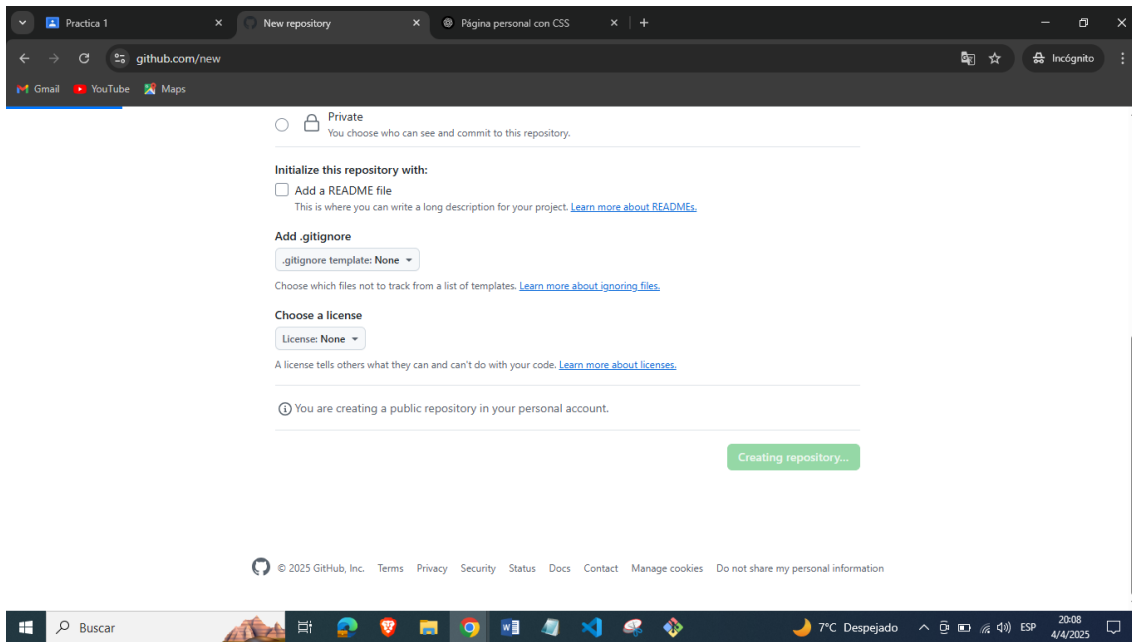 Practica 1
New repository
Página personal con CSS
github.com/new
Incógnito
Gmail
YouTube
Maps
Private
You choose who can see and commit to this repository.
Initialize this repository with:
Add a README file
This is where you can write a long description for your project. Learn more about READMEs.
Add .gitignore
.gitignore template: None
Choose which files not to track from a list of templates. Learn more about ignoring files.
Choose a license
License: None
A license tells others what they can and can't do with your code. Learn more about licenses.
You are creating a public repository in your personal account.
Creating repository...
© 2025 GitHub, Inc. Terms Privacy Security Status Docs Contact Manage cookies Do not share my personal information
Buscar
7°C Despejado
ESP
20:08
4/4/2025